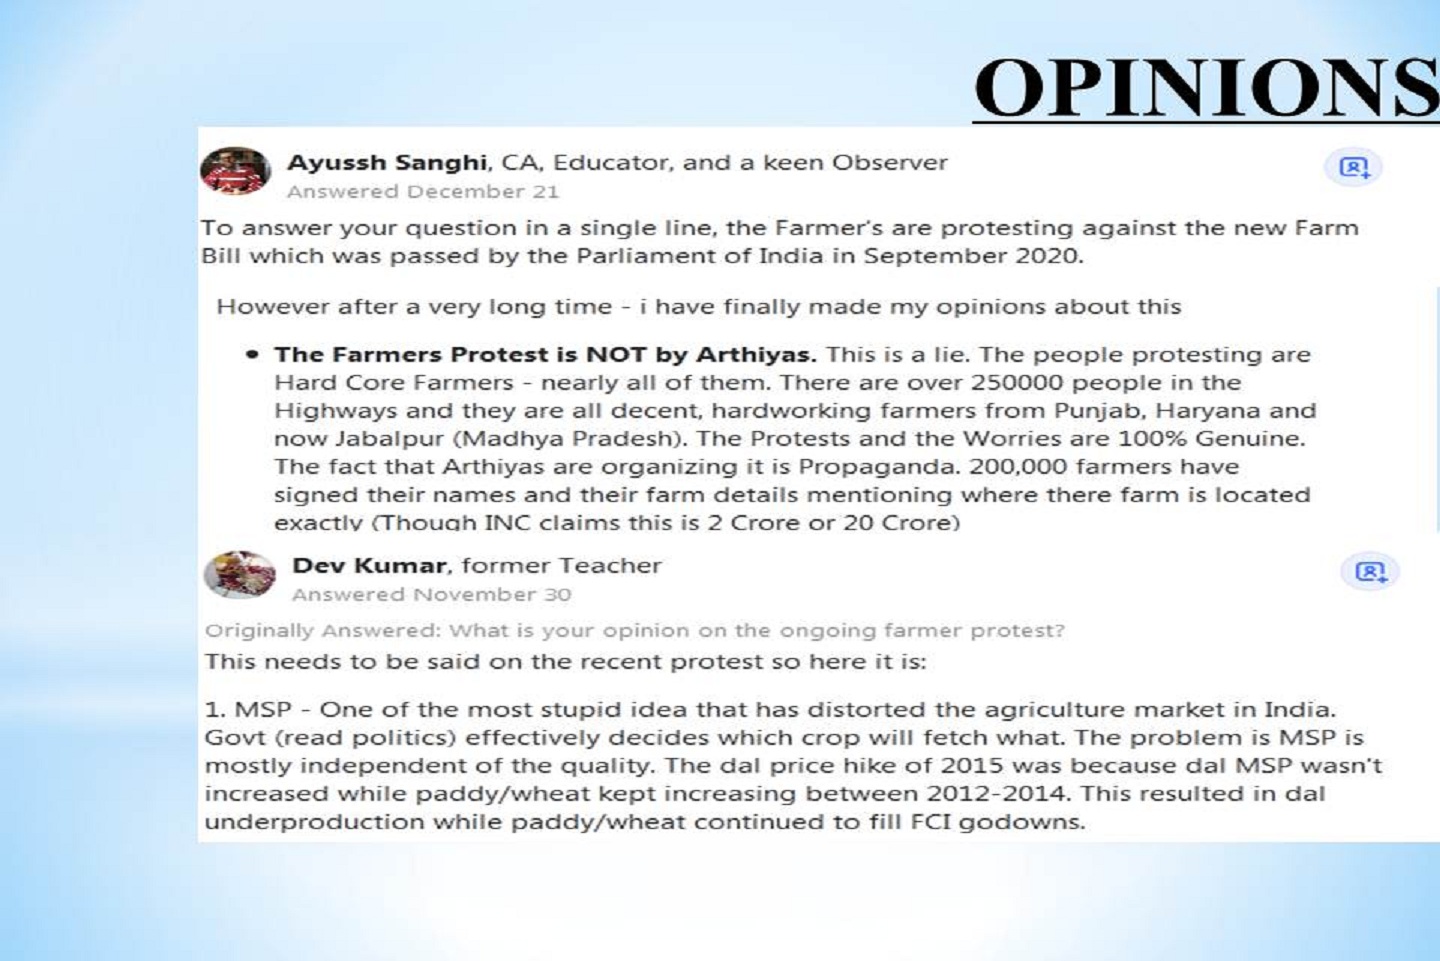 OPINIONS
Ayussh Sanghi, CA, Educator, and a keen Observer
Answered December 21
To answer your question in a single line, the Farmer's are protesting against the new Farm
Bill which was passed by the Parliament of India in September 2020.
However after a very long time - i have finally made my opinions about this
• The Farmers Protest is NOT by Arthiyas. This is a lie. The people protesting are
Hard Core Farmers - nearly all of them. There are over 250000 people in the
Highways and they are all decent, hardworking farmers from Punjab, Haryana and
now Jabalpur (Madhya Pradesh). The Protests and the Worries are 100% Genuine.
The fact that Arthiyas are organizing it is Propaganda. 200,000 farmers have
signed their names and their farm details mentioning where there farm is located
exactly (Though INC claims this is 2 Crore or 20 Crore)
Dev Kumar, former Teacher
Answered November 30
Originally Answered: What is your opinion on the ongoing farmer protest?
This needs to be said on the recent protest so here it is:
1. MSP - One of the most stupid idea that has distorted the agriculture market in India.
Govt (read politics) effectively decides which crop will fetch what. The problem is MSP is
mostly independent of the quality. The dal price hike of 2015 was because dal MSP wasn't
increased while paddy/wheat kept increasing between 2012-2014. This resulted in dal
underproduction while paddy/wheat continued to fill FCI godowns.